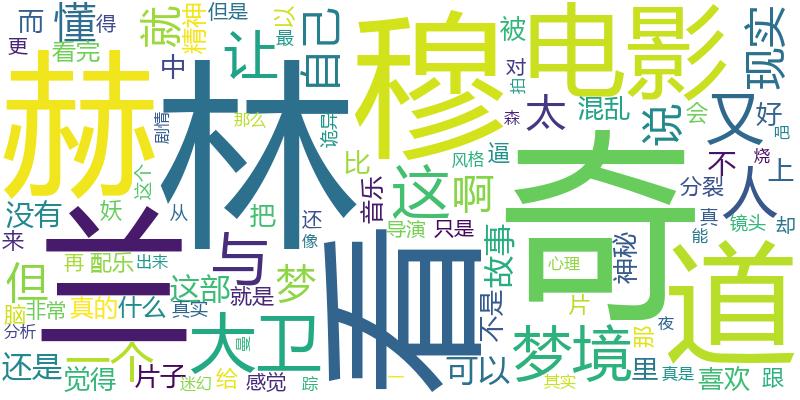 而 懂 得 就 精神 但是 以 最 自己 穆 被 电影 现实
更 看完 中 让 诡异 对 拍 混乱 说 会 又 好 吧
赫 林 剧情 那么 森 太 奇 不 烧 上
兰 这个 比 这 啊 逼 风格 分裂 人 真 却
没有 妖 从 与 把 还 音乐 导演 只是 故事 神秘 能 镜头
来 再 配乐 出来 像 看 不是 心理 道
但 这部 梦 片 那 夜
脑 非常 真的 什么 真实 就是 大卫 梦境 里
分析 一个 曼 可以 其实 真是
还是 觉得 片子 迷幻 给 感觉 踪 一 喜欢 跟